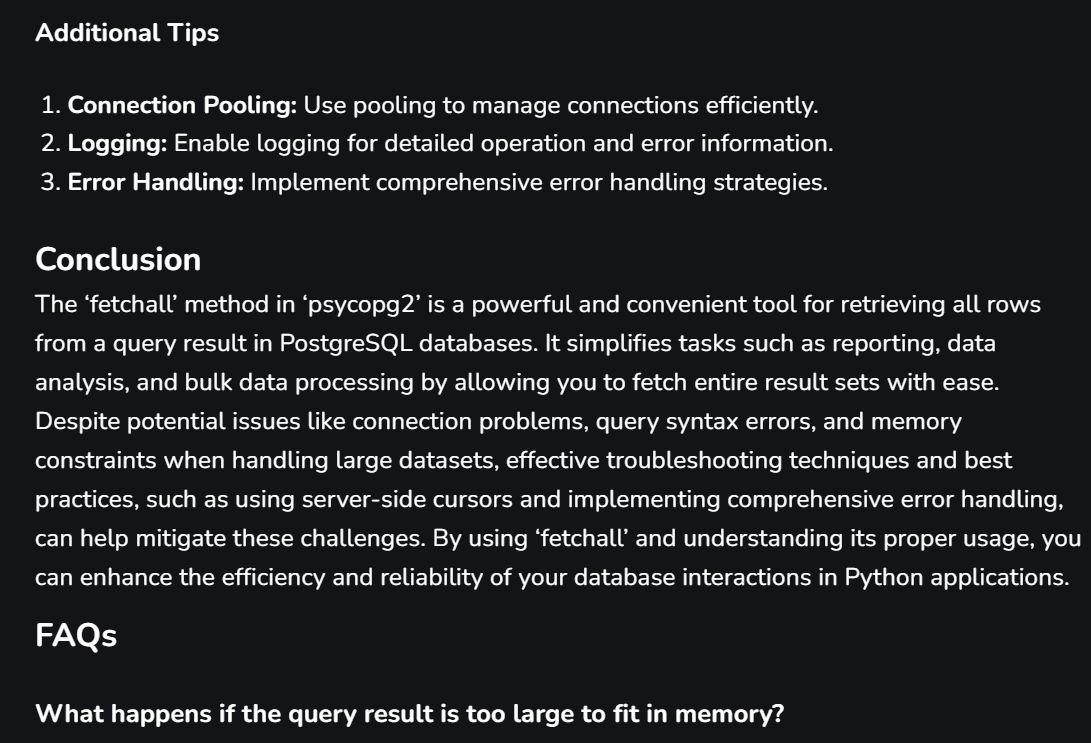 Additional Tips
1. Connection Pooling: Use pooling to manage connections efficiently.
2. Logging: Enable logging for detailed operation and error information.
3. Error Handling: Implement comprehensive error handling strategies.
Conclusion
The ‘fetchall’ method in ‘psycopg2’ is a powerful and convenient tool for retrieving all rows
from a query result in PostgreSQL databases. It simplifies tasks such as reporting, data
analysis, and bulk data processing by allowing you to fetch entire result sets with ease.
Despite potential issues like connection problems, query syntax errors, and memory
constraints when handling large datasets, effective troubleshooting techniques and best
practices, such as using server-side cursors and implementing comprehensive error handling,
can help mitigate these challenges. By using ‘fetchall’ and understanding its proper usage, you
can enhance the efficiency and reliability of your database interactions in Python applications.
FAQs
What happens if the query result is too large to fit in memory?